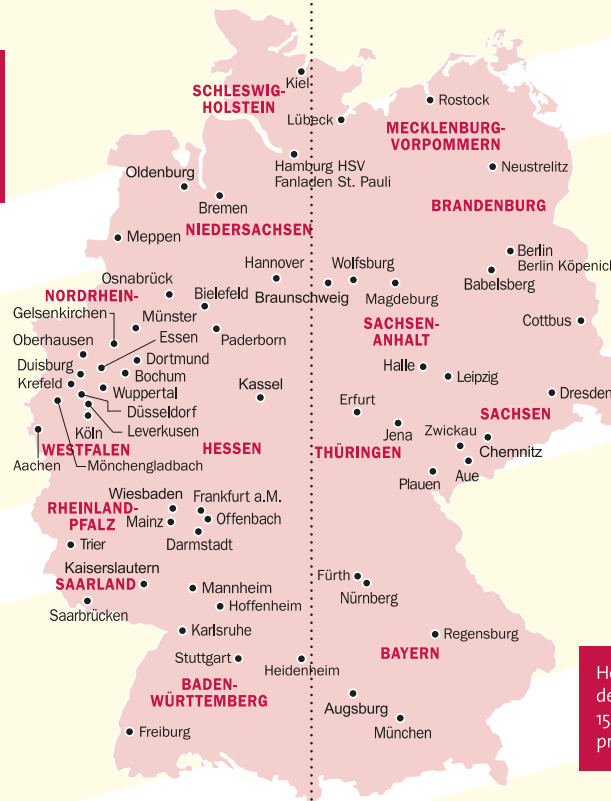 Kiel
SCHLESWIG-
HOLSTEIN
Rostock
Lübeck
MECKLENBURG-
VORPOMMERN
Hamburg HSV
Fanladen St. Pauli
Neustrelitz
Oldenburg
Bremen
BRANDENBURG
NIEDERSACHSEN
Meppen
Berlin
Berlin Köpenick
Hannover
Wolfsburg
Babelsberg
Osnabrück
Braunschweig
Magdeburg
NORDRHEIN-
Bielefeld
Gelsenkirchen
Münster
SACHSEN-
ANHALT
Cottbus
Essen
Paderborn
Oberhausen
Dortmund
Duisburg
Bochum
Halle
Leipzig
Krefeld
Wuppertal
Kassel
Dresden
Düsseldorf
Erfurt
SACHSEN
Leverkusen
Köln
Jena
Zwickau
Chemnitz
WESTFALEN
HESSEN
THÜRINGEN
Aachen
Mönchengladbach
Plauen
Aue
Wiesbaden
Frankfurt a.M.
RHEINLAND-
PFALZ
Mainz
Offenbach
Trier
Darmstadt
Kaiserslautern
Fürth
SAARLAND
Mannheim
Nürnberg
Hoffenheim
Saarbrücken
Karlsruhe
Regensburg
BAYERN
Stuttgart
Heidenheim
BADEN-
WÜRTTEMBERG
Augsburg
München
Freiburg
de
15
pr